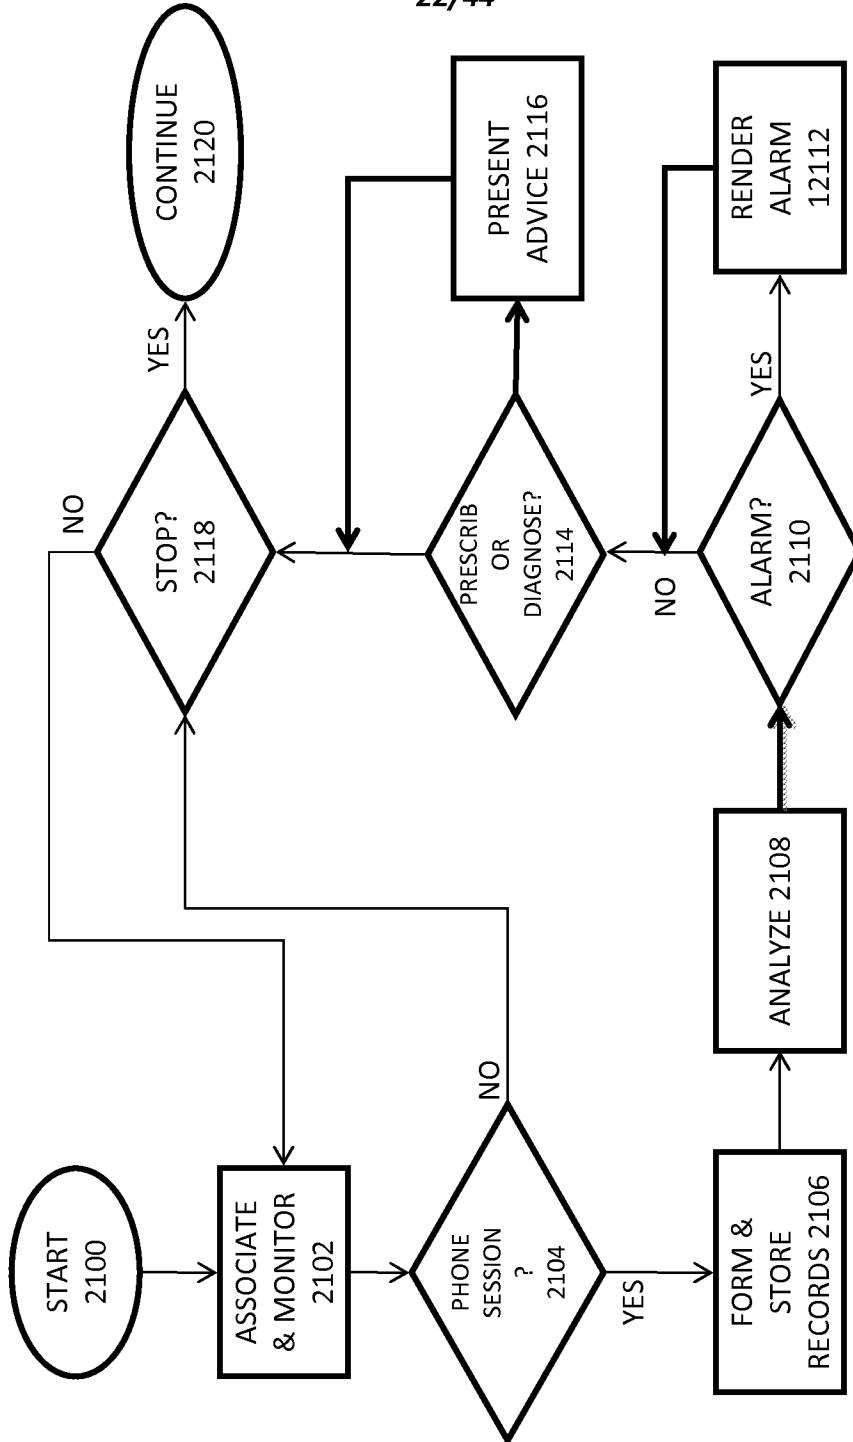 22/44
START
2100
ASSOCIATE
& MONITOR
2102
PHONE
SESSION
?
2104
NO
YES
FORM &
STORE
RECORDS 2106
ANALYZE 2108
ALARM?
2110
YES
NO
RENDER
ALARM
12112
PRESCRIB
OR
DIAGNOSE?
2114
PRESENT
ADVICE 2116
STOP?
2118
NO
YES
CONTINUE
2120